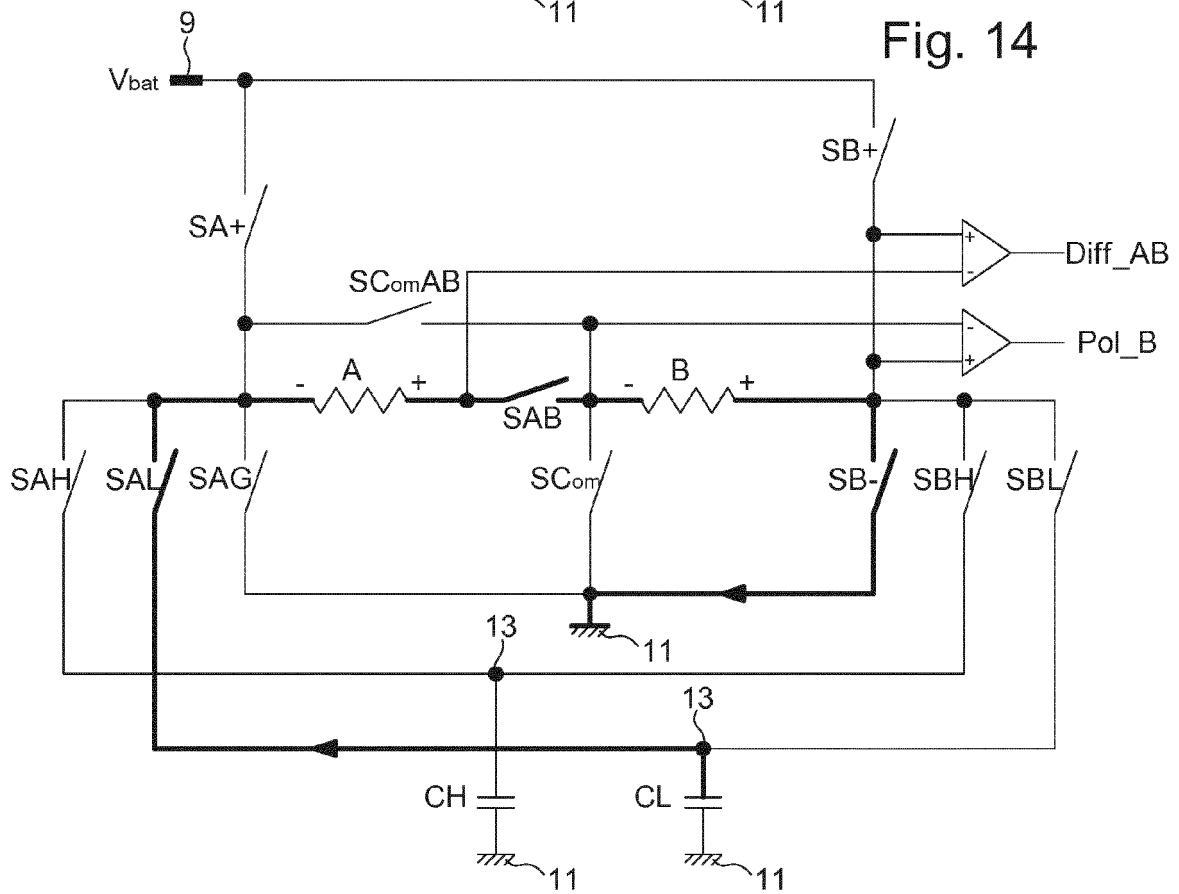 11
11
Fig. 14
9
Vbat
SB+
SA+
+
-
Diff_AB
SComAB
-
+
Pol_B
- A +
SAB
- B +
SAH
SAL
SAG
SCom
SB-
SBH
SBL
11
13
13
CH
CL
11
11